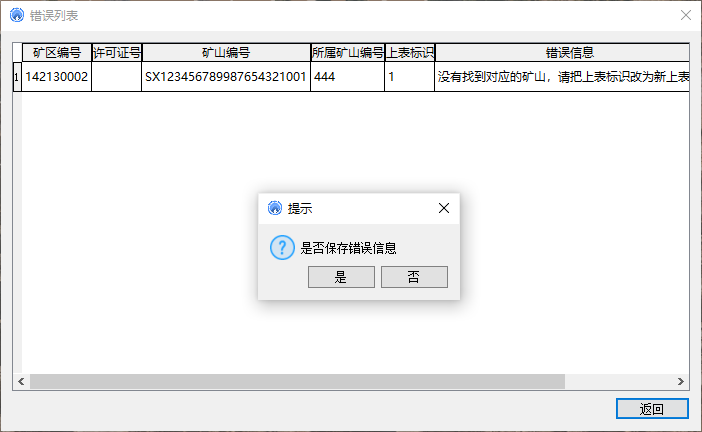 错误列表
矿区编号 许可证号 矿山编号 所属矿山编号 上表标识 错误信息
1 142130002 SX123456789987654321001 444 1 没有找到对应的矿山，请把上表标识改为新上表
提示
是否保存错误信息
是 否
返回